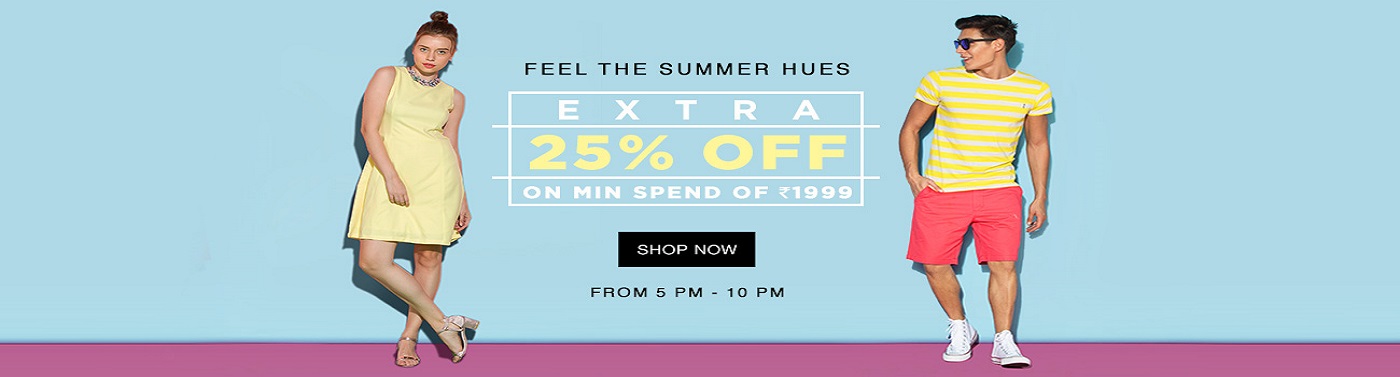 FEEL THE SUMMER HUES
EXTRA
25% OFF
ON MIN SPEND OF ₹1999
SHOP NOW
FROM 5 PM - 10 PM